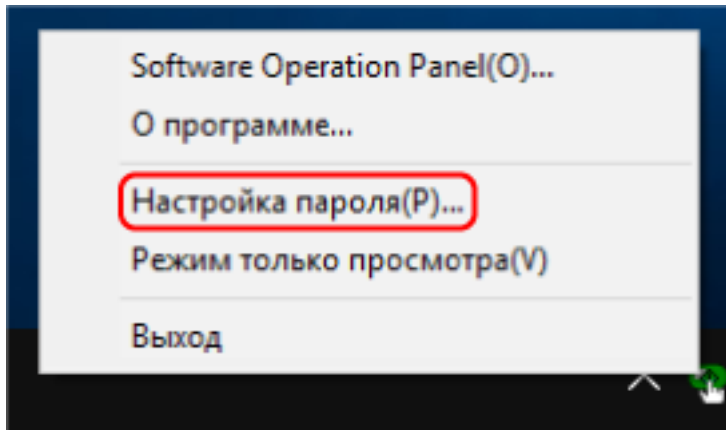 Software Operation Panel(O)...
О программе...
Настройка пароля(P)...
Режим только просмотра(V)
Выход